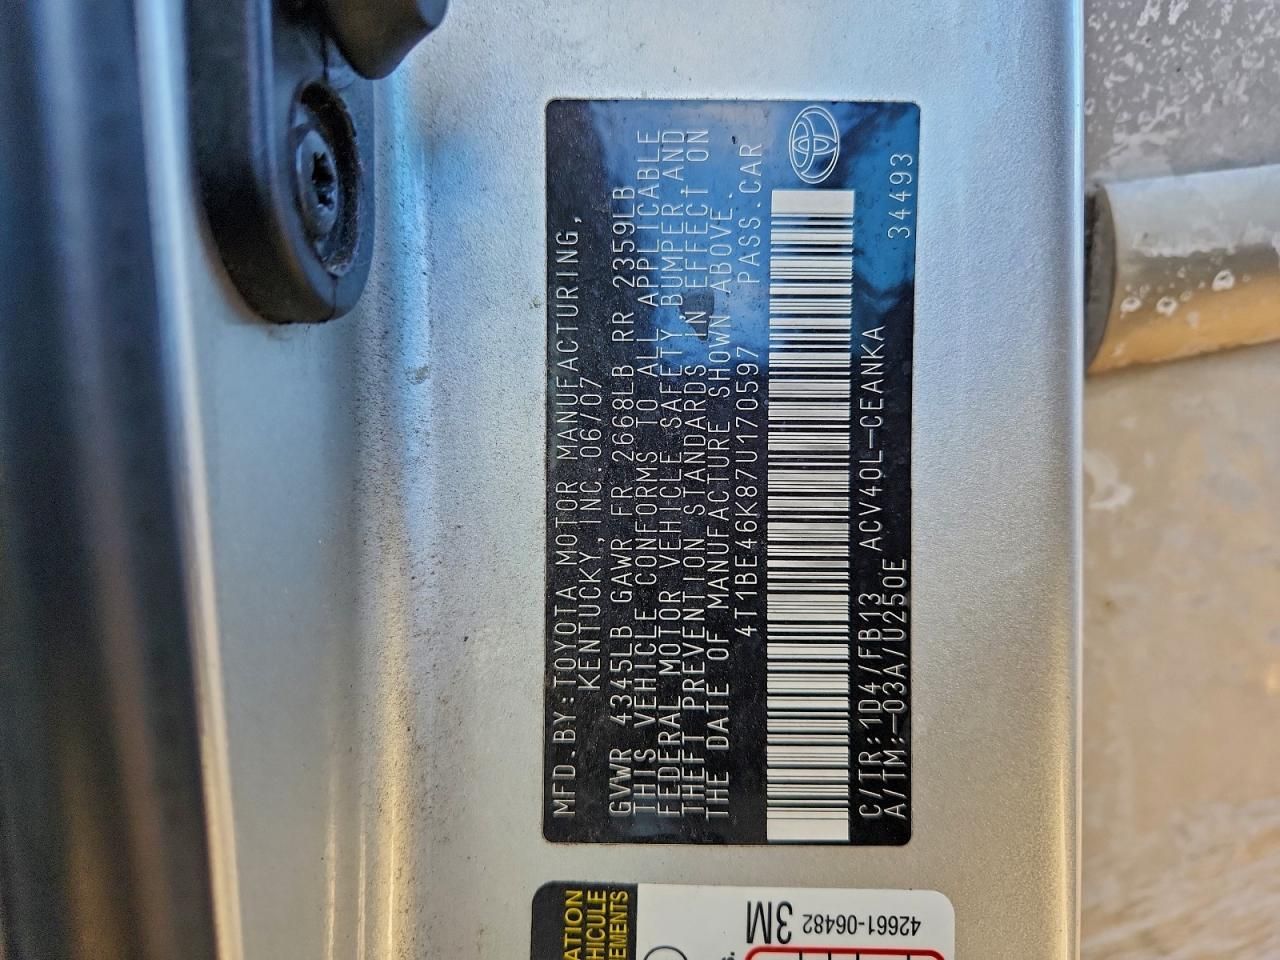 MFD.BY:TOYOTA MOTOR MANUFACTURING,
KENTUCKY,INC.06/07
GVWR 4345LB GAWR FR 2668LB RR 2359LB
THIS VEHICLE CONFORMS TO ALL APPLICABLE
FEDERAL MOTOR VEHICLE SAFETY,BUMPER,AND
THEFT PREVENTION STANDARDS IN EFFECT ON
THE DATE OF MANUFACTURE SHOWN ABOVE.
4T1BE46K87U170597 PASS.CAR
C/TR:1D4/FB13 ACV40L-CEANKA 34493
A/TM:-03A/U250E
3M
42661-06482